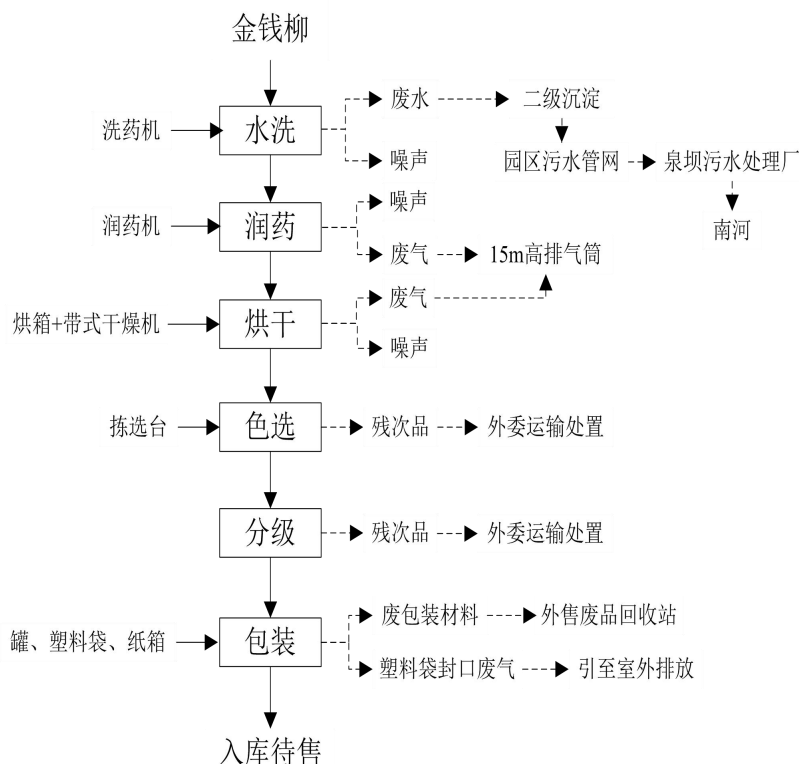 金钱柳
废水
二级沉淀
洗药机
水洗
噪声
园区污水管网
泉坝污水处理厂
噪声
润药机
润药
南河
废气
15m高排气筒
废气
烘箱+带式干燥机
烘干
噪声
拣选台
色选
残次品
外委运输处置
分级
残次品
外委运输处置
废包装材料
外售废品回收站
罐、塑料袋、纸箱
包装
塑料袋封口废气
引至室外排放
入库待售